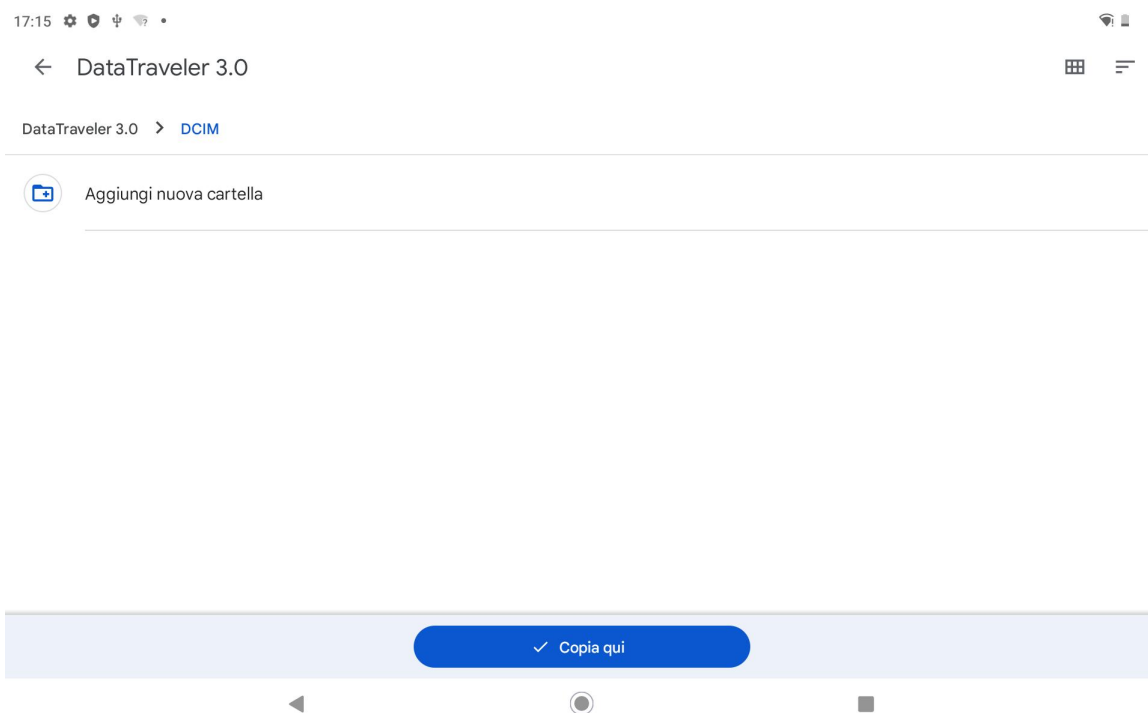 17:15
DataTraveler 3.0
DataTraveler 3.0 > DCIM
Aggiungi nuova cartella
Copia qui